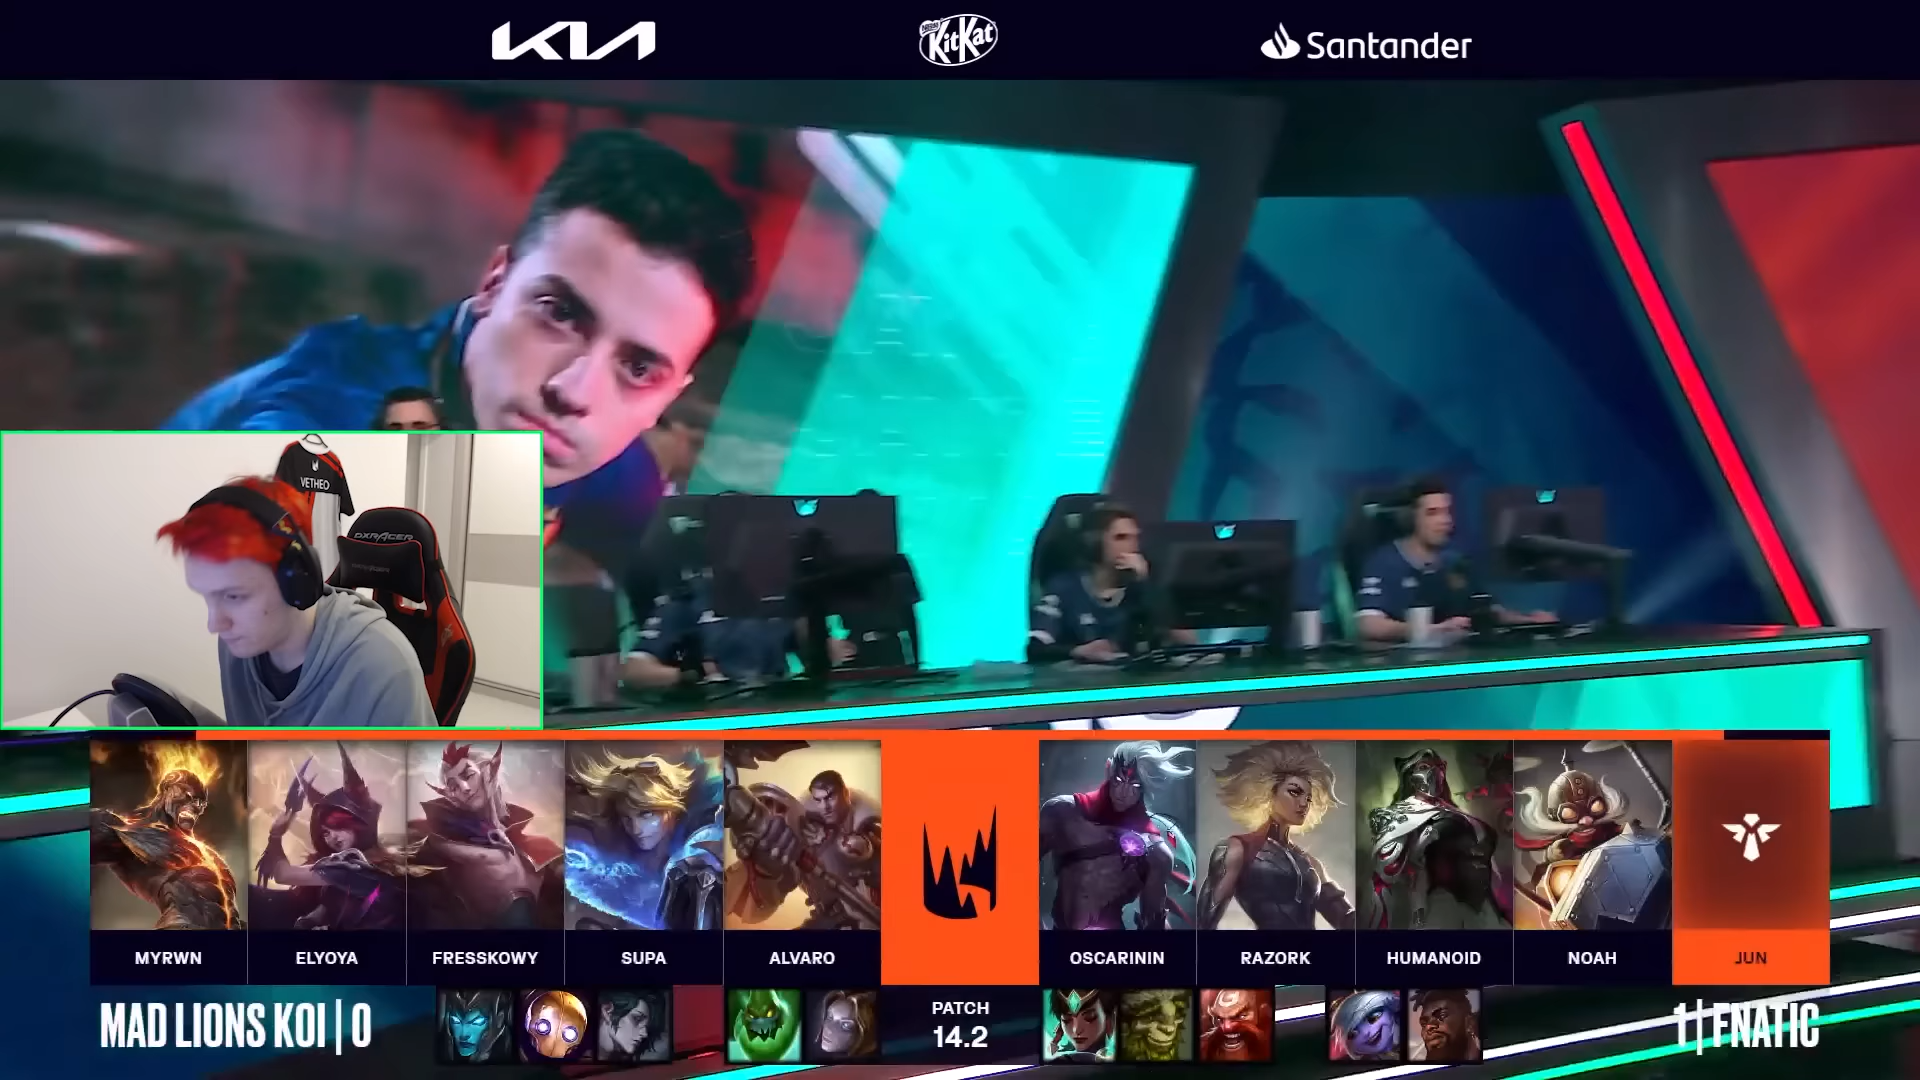 KIA
NESTLE
KitKat
Santander
VETHEO
DXRACER
MYRWN
ELYOYA
FRESSKOWY
SUPA
ALVARO
OSCARININ
RAZORK
HUMANOID
NOAH
JUN
MAD LIONS KOI | 0
PATCH
14.2
1 | FNATIC